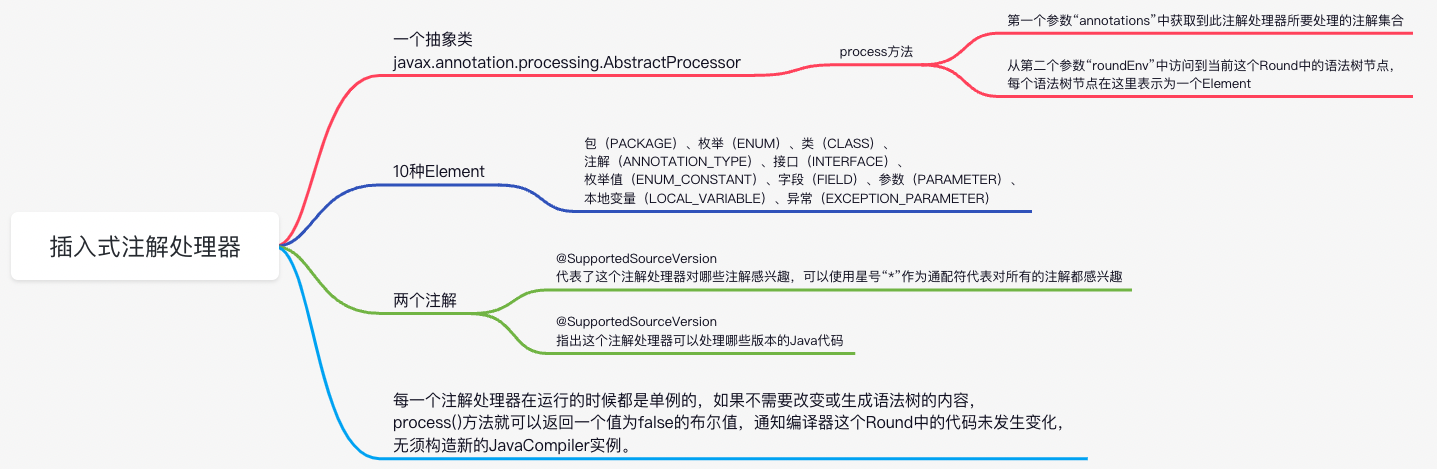 插入式注解处理器
一个抽象类
javax.annotation.processing.AbstractProcessor
process方法
第一个参数“annotations”中获取到此注解处理器所要处理的注解集合
从第二个参数“roundEnv”中访问到当前这个Round中的语法树节点，
每个语法树节点在这里表示为一个Element
10种Element
包（PACKAGE）、枚举（ENUM）、类（CLASS）、
注解（ANNOTATION_TYPE）、接口（INTERFACE）、
枚举值（ENUM_CONSTANT）、字段（FIELD）、参数（PARAMETER）、
本地变量（LOCAL_VARIABLE）、异常（EXCEPTION_PARAMETER）
两个注解
@SupportedSourceVersion
代表了这个注解处理器对哪些注解感兴趣，可以使用星号“*”作为通配符代表对所有的注解都感兴趣
@SupportedSourceVersion
指出这个注解处理器可以处理哪些版本的Java代码
每一个注解处理器在运行的时候都是单例的，如果不需要改变或生成语法树的内容，
process()方法就可以返回一个值为false的布尔值，通知编译器这个Round中的代码未发生变化，
无须构造新的JavaCompiler实例。